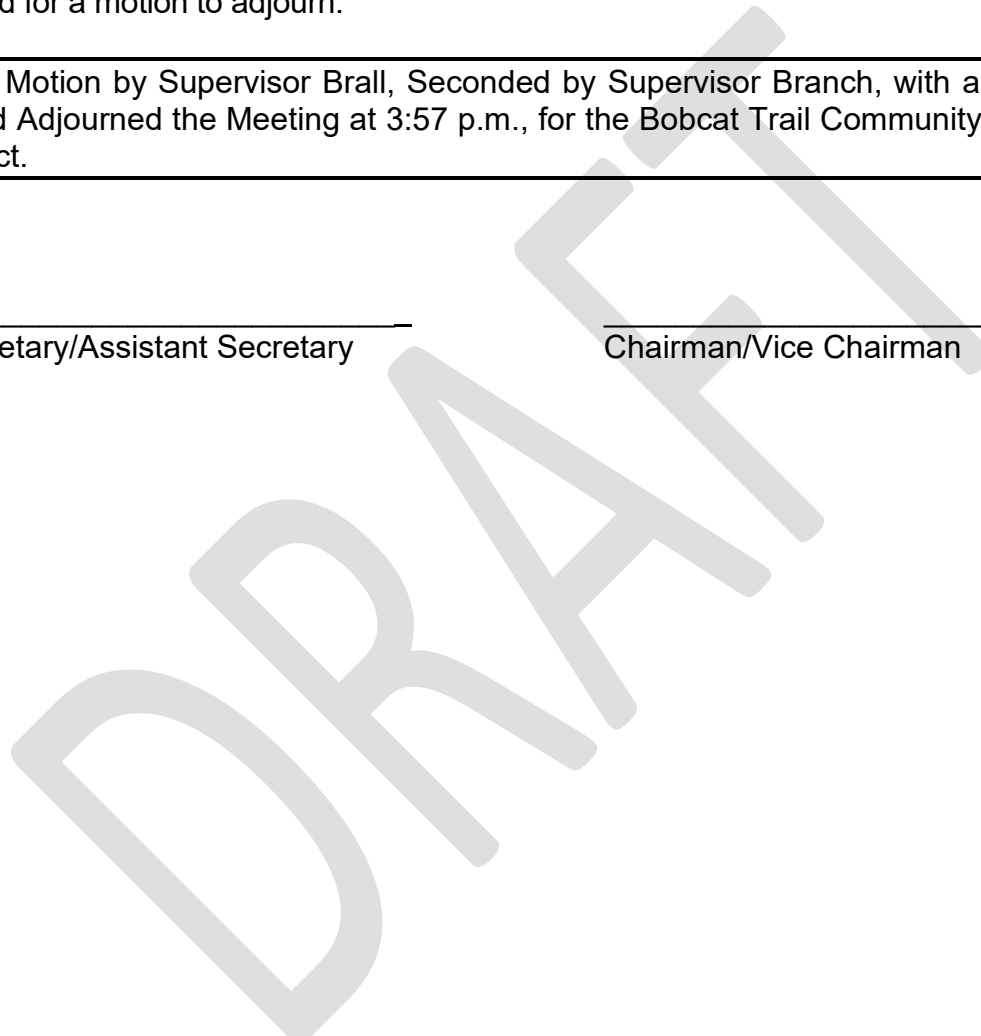 d for a motion to adjourn.
Motion by Supervisor Brall, Seconded by Supervisor Branch, with a
d Adjourned the Meeting at 3:57 p.m., for the Bobcat Trail Community
ct.
etary/Assistant Secretary
Chairman/Vice Chairman
DRAFT